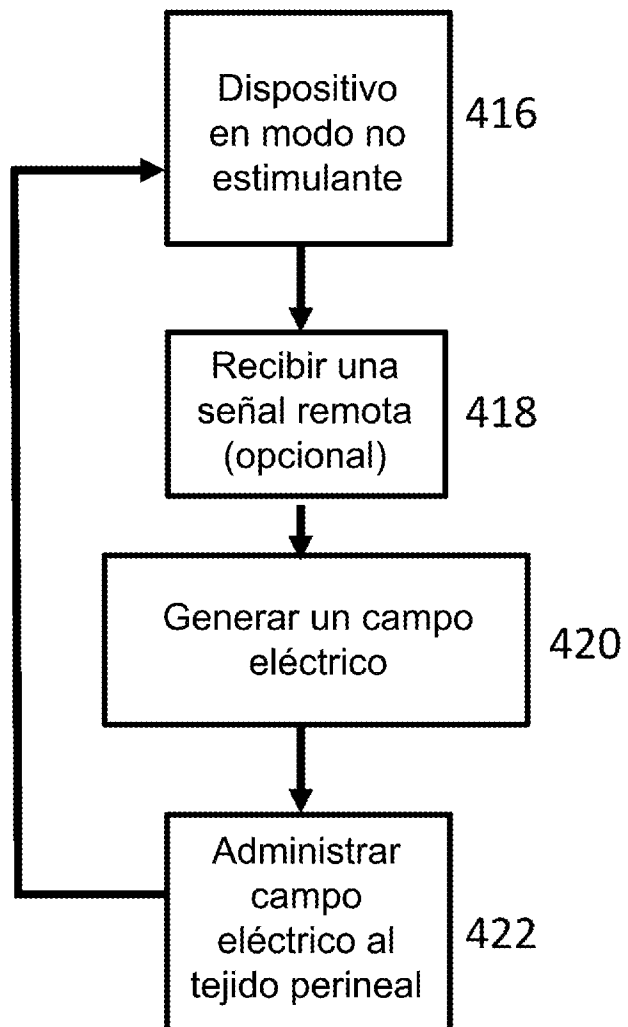 Dispositivo
en modo no
estimulante
416
Recibir una
señal remota
(opcional)
418
Generar un campo
eléctrico
420
Administrar
campo
eléctrico al
tejido perineal
422